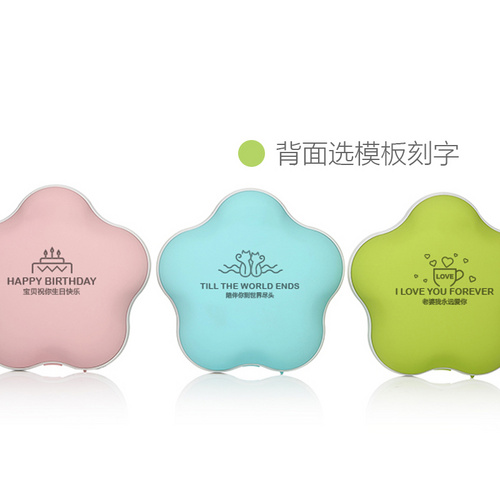 背面选模板刻字
HAPPY BIRTHDAY
宝贝祝你生日快乐
TILL THE WORLD ENDS
陪伴你到世界尽头
LOVE
I LOVE YOU FOREVER
老婆我永远爱你